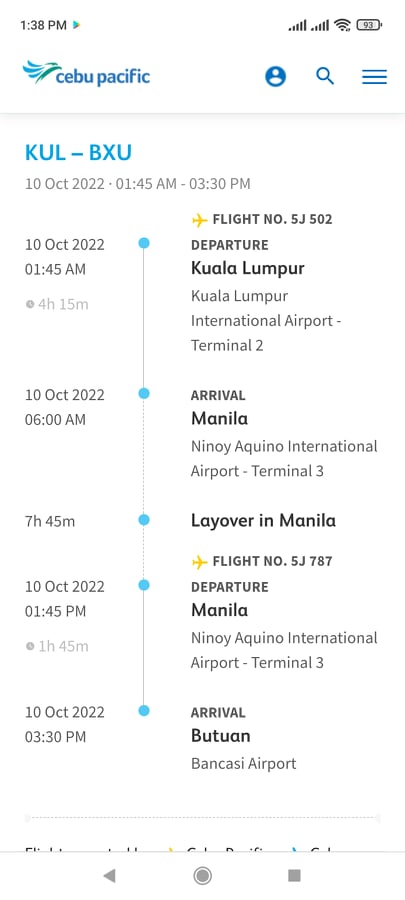 1:38 PM
93
cebu pacific
KUL – BXU
10 Oct 2022 · 01:45 AM - 03:30 PM
FLIGHT NO. 5J 502
10 Oct 2022
DEPARTURE
01:45 AM
Kuala Lumpur
4h 15m
Kuala Lumpur
International Airport -
Terminal 2
10 Oct 2022
ARRIVAL
06:00 AM
Manila
Ninoy Aquino International
Airport - Terminal 3
7h 45m
Layover in Manila
FLIGHT NO. 5J 787
10 Oct 2022
DEPARTURE
01:45 PM
Manila
1h 45m
Ninoy Aquino International
Airport - Terminal 3
10 Oct 2022
ARRIVAL
03:30 PM
Butuan
Bancasi Airport